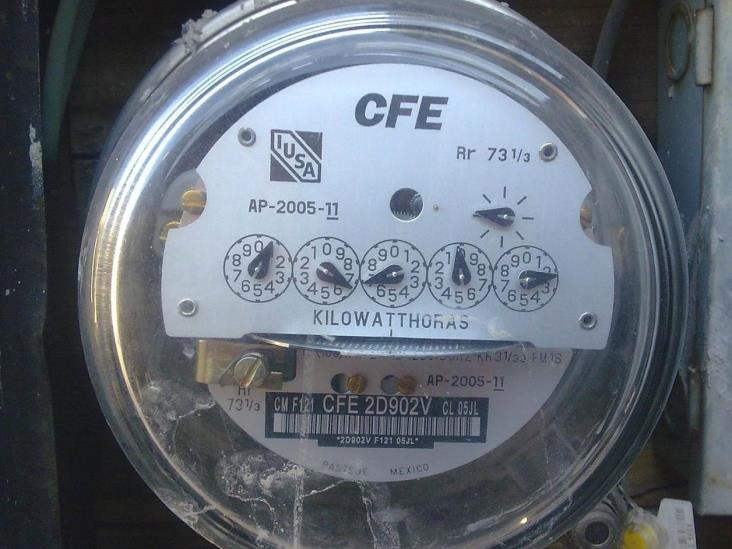 CFE
IUSA
Rr 73 1/3
AP-2005-11
KILOWATTHORAS
AP-2005-11
Rr
73 1/3
CM F121 CFE 2D902V CL 05JL
"2D902V F121 05JL"
PASTEJE MEXICO